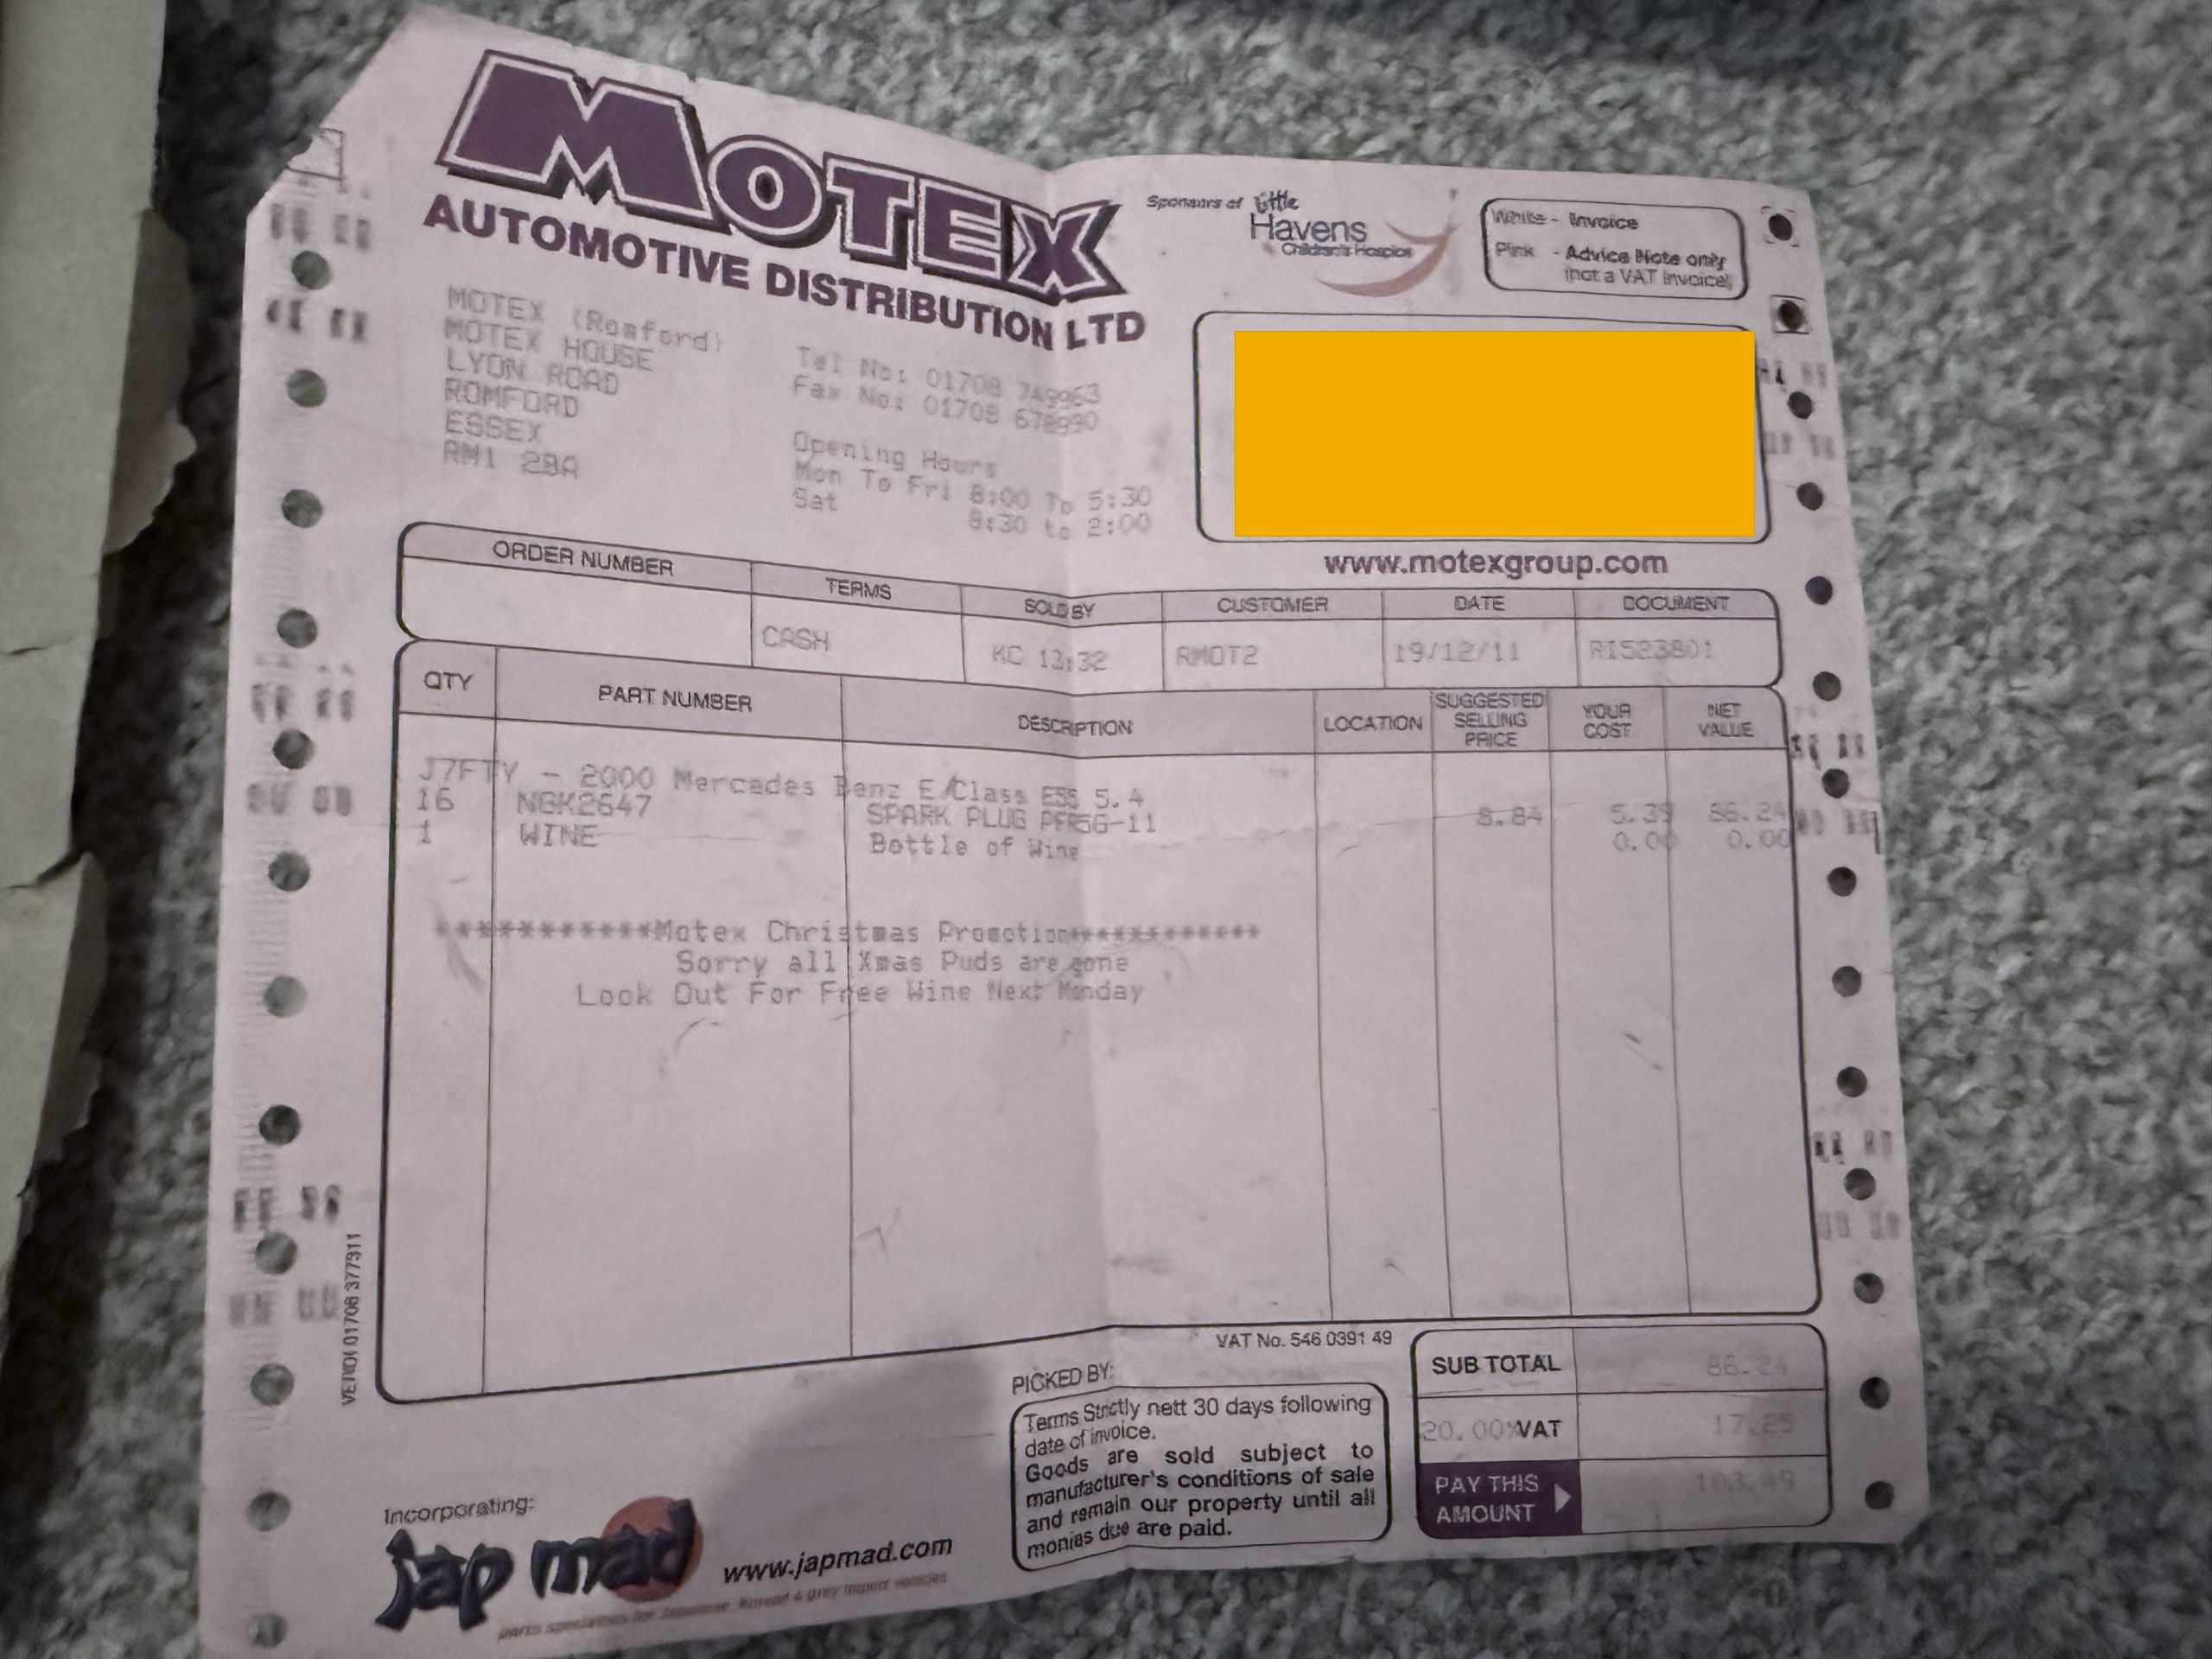 MOTEX
AUTOMOTIVE DISTRIBUTION LTD
Sponsors of Little
Havens
Children's Hospice
White - Invoice
Pink - Advice Note only
(not a VAT Invoice)
MOTEX (Romford)
MOTEX HOUSE
LYON ROAD
ROMFORD
ESSEX
RM1 2BA
Tel No: 01708 749963
Fax No: 01708
Opening Hours
Mon To Fri 8:00 To 5:30
Sat 8:30 to 2:00
www.motexgroup.com
ORDER NUMBER TERMS SOLD BY CUSTOMER DATE DOCUMENT
CASH KC 13:32 RMOT2 19/12/11 RI523801
QTY PART NUMBER DESCRIPTION LOCATION SUGGESTED SELLING PRICE YOUR COST NET VALUE
J7FTY - 2000 Mercades Benz E/Class E55 5.4
16 NGK2647 SPARK PLUG 8.84 5.39 86.24
1 WINE Bottle of Wine 0.00 0.00
************Motex Christmas Promotion************
Sorry all Xmas Puds are gone
Look Out For Free Wine Next Monday
VAT No. 546 0391 49
PICKED BY:
Terms Strictly nett 30 days following
date of invoice.
Goods are sold subject to
manufacturer's conditions of sale
and remain our property until all
monies due are paid.
SUB TOTAL 86.24
20.00%VAT 17.25
PAY THIS
AMOUNT 103.49
Incorporating:
jap mad
www.japmad.com
parts specialties for Japanese, Korean & grey import vehicles